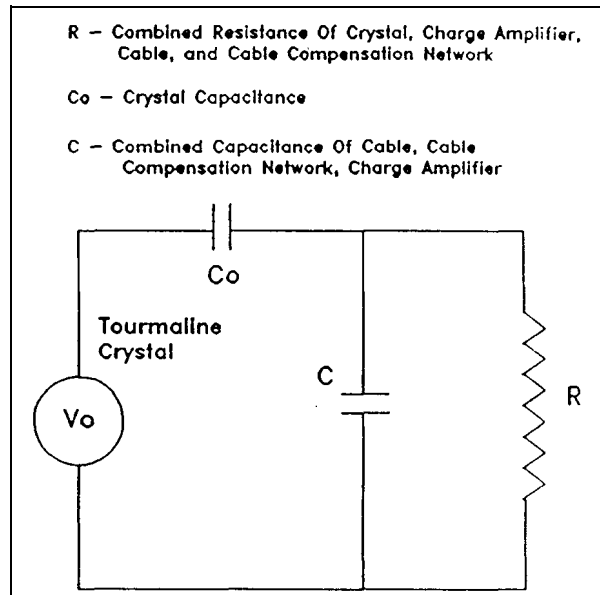 R – Combined Resistance Of Crystal, Charge Amplifier,
Cable, and Cable Compensation Network
Co – Crystal Capacitance
C – Combined Capacitance Of Cable, Cable
Compensation Network, Charge Amplifier
Co
Tourmaline
Crystal
C
R
Vo